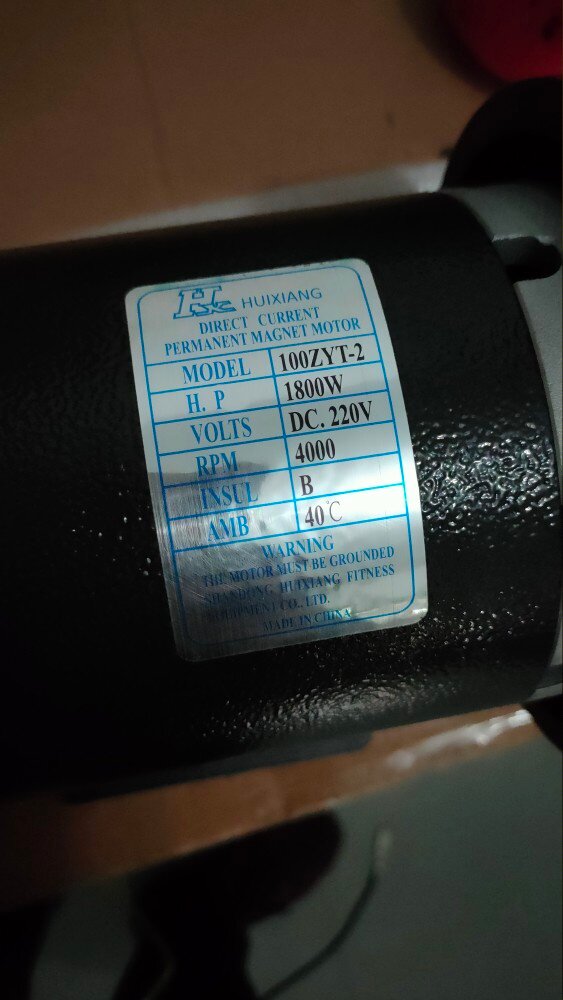 HUIXIANG
DIRECT CURRENT
PERMANENT MAGNET MOTOR
MODEL 100ZYT-2
H. P 1800W
VOLTS DC. 220V
RPM 4000
INSUL B
AMB 40℃
WARNING
THE MOTOR MUST BE GROUNDED
SHANDONG HUIXIANG FITNESS
EQUIPMENT CO., LTD.
MADE IN CHINA